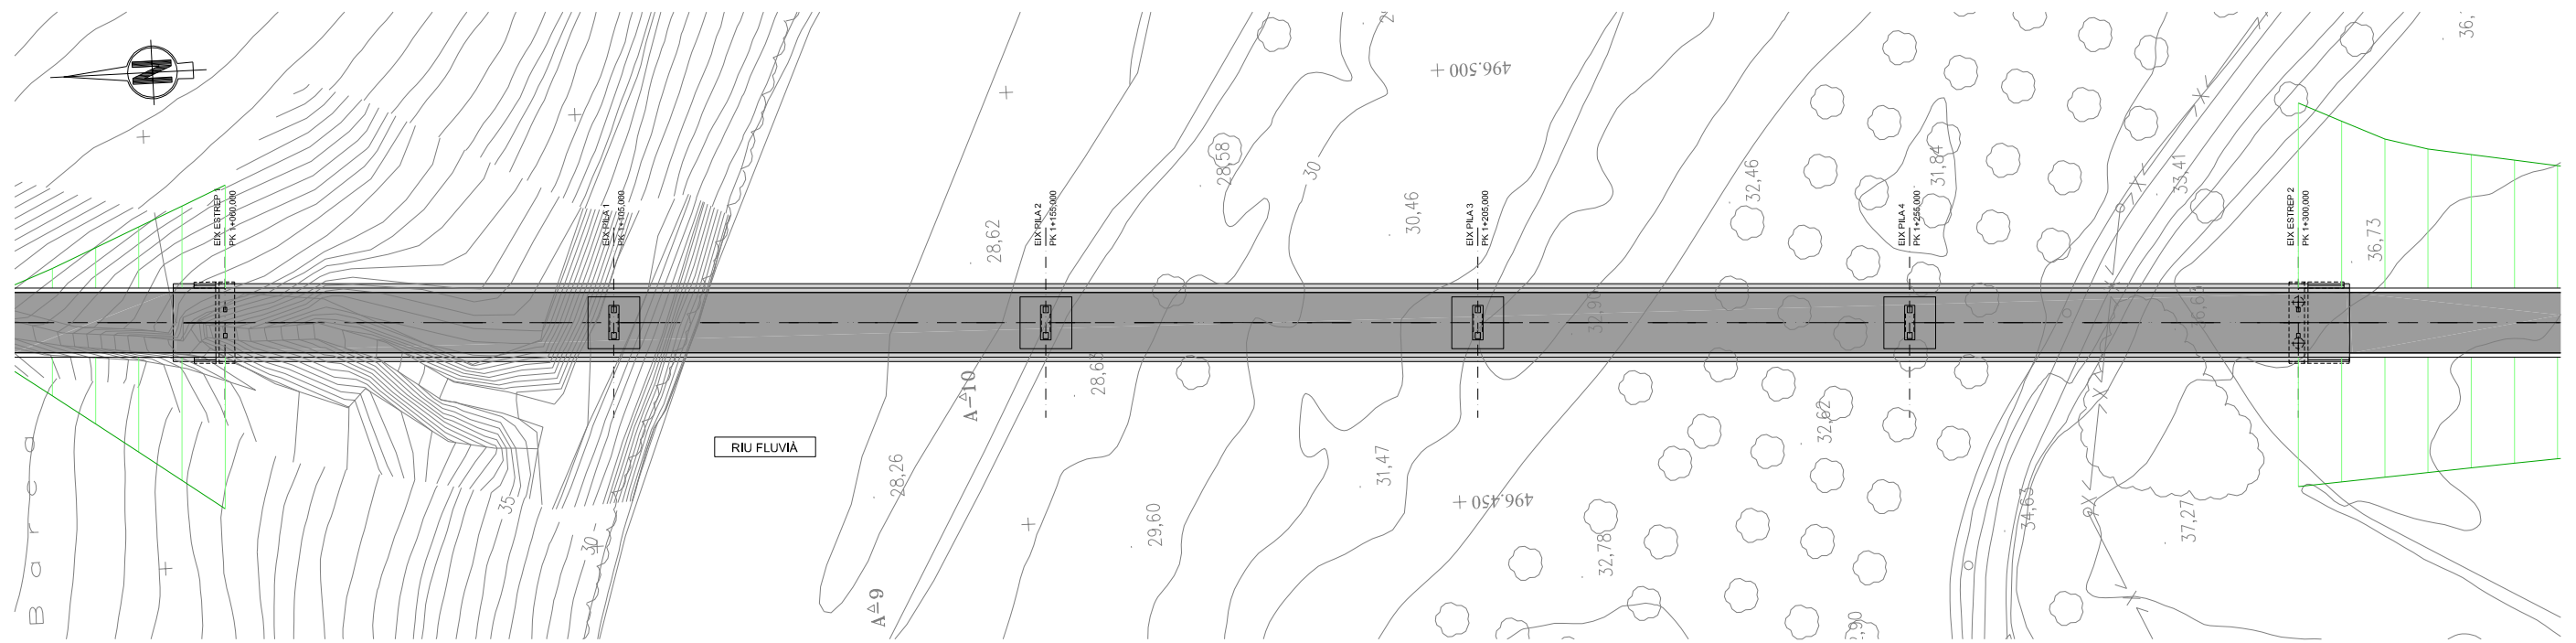 N
496.500 +
EIX ESTREP 1
PK 1+060,000
EIX PILA 1
PK 1+105,000
EIX PILA 2
PK 1+155,000
EIX PILA 3
PK 1+205,000
EIX PILA 4
PK 1+255,000
EIX ESTREP 2
PK 1+300,000
28,62
28,58
30
30,46
32,46
31,84
33,41
36,73
A-10
RIU FLUVIÀ
28,26
29,60
31,47
496.450 +
32,62
32,78
34,63
37,27
35
30
A-9
Barco